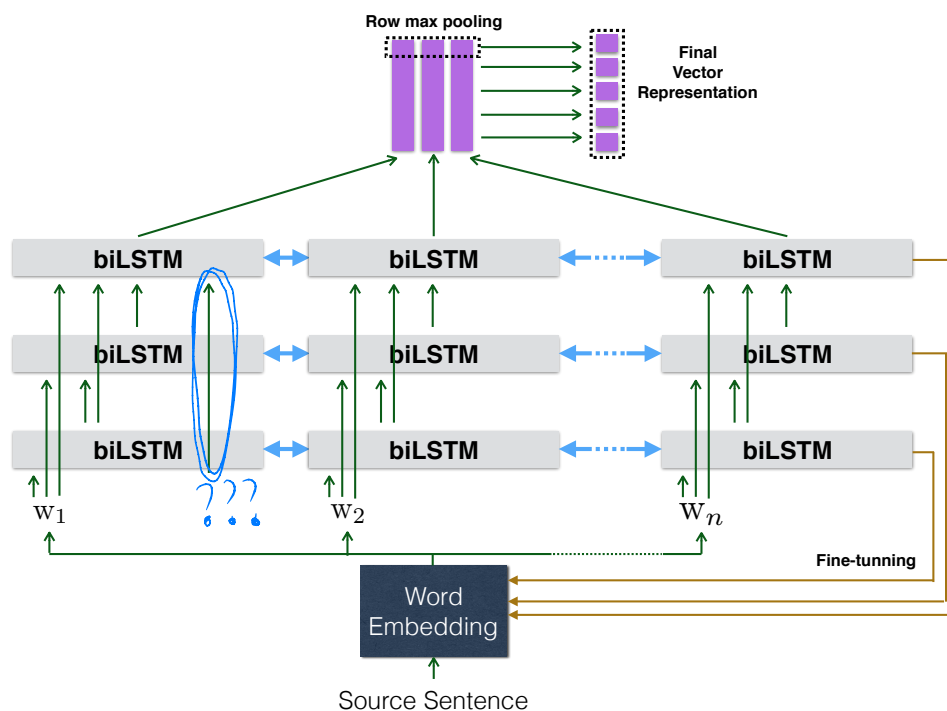 Row max pooling
Final
Vector
Representation
biLSTM biLSTM biLSTM
biLSTM biLSTM biLSTM
biLSTM biLSTM biLSTM
???
w1 w2 wn
Fine-tunning
Word
Embedding
Source Sentence